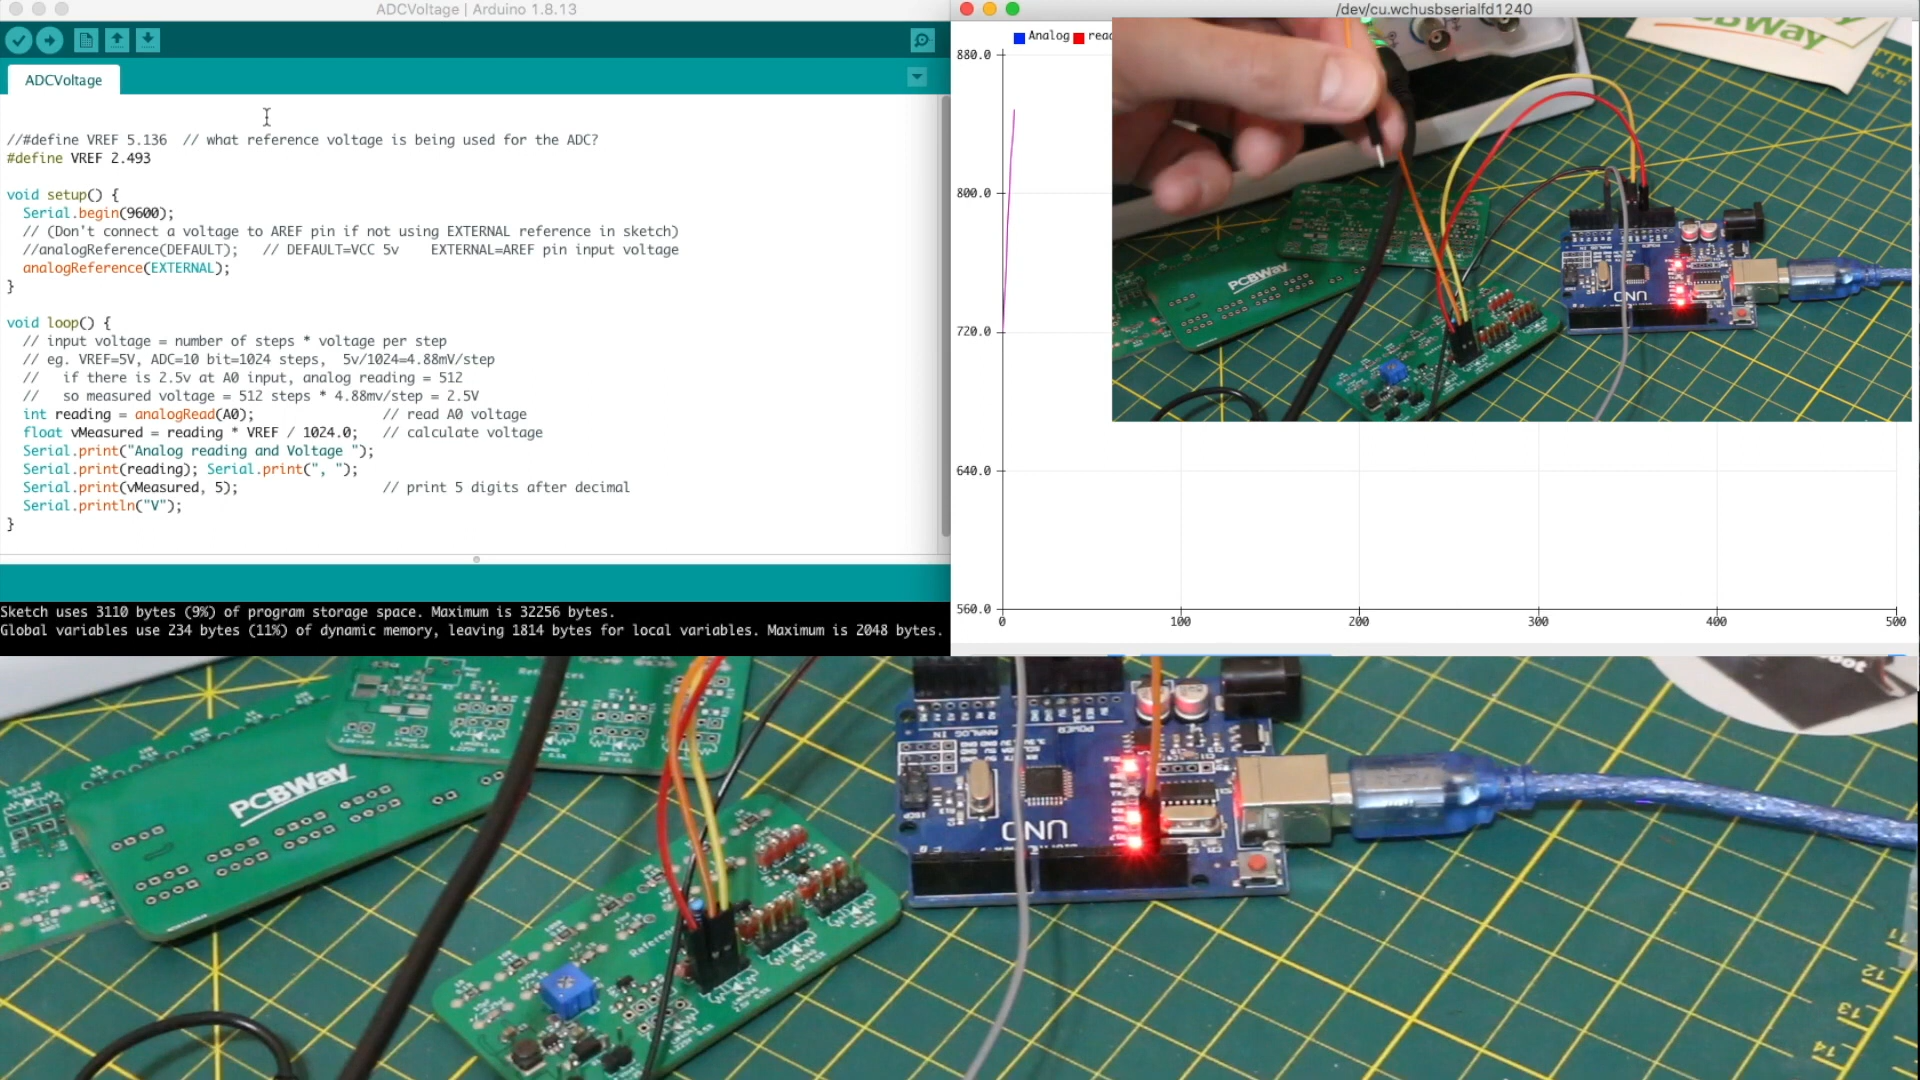 ADCVoltage | Arduino 1.8.13
ADCVoltage
//#define VREF 5.136  // what reference voltage is being used for the ADC?
#define VREF 2.493
void setup() {
Serial.begin(9600);
// (Don't connect a voltage to AREF pin if not using EXTERNAL reference in sketch)
//analogReference(DEFAULT);   // DEFAULT=VCC 5v    EXTERNAL=AREF pin input voltage
analogReference(EXTERNAL);
}
void loop() {
// input voltage = number of steps * voltage per step
// eg. VREF=5V, ADC=10 bit=1024 steps,  5v/1024=4.88mV/step
//   if there is 2.5v at A0 input, analog reading = 512
//   so measured voltage = 512 steps * 4.88mv/step = 2.5V
int reading = analogRead(A0);                // read A0 voltage
float vMeasured = reading * VREF / 1024.0;   // calculate voltage
Serial.print("Analog reading and Voltage ");
Serial.print(reading); Serial.print(", ");
Serial.print(vMeasured, 5);                  // print 5 digits after decimal
Serial.println("V");
}
Sketch uses 3110 bytes (9%) of program storage space. Maximum is 32256 bytes.
Global variables use 234 bytes (11%) of dynamic memory, leaving 1814 bytes for local variables. Maximum is 2048 bytes.
/dev/cu.wchusbserialfd1240
Analog
880.0
800.0
720.0
640.0
560.0
0 100 200 300 400 500
PCBWay
UNO
PCBWay
UNO
POWER
ANALOG IN
11
12
13
14